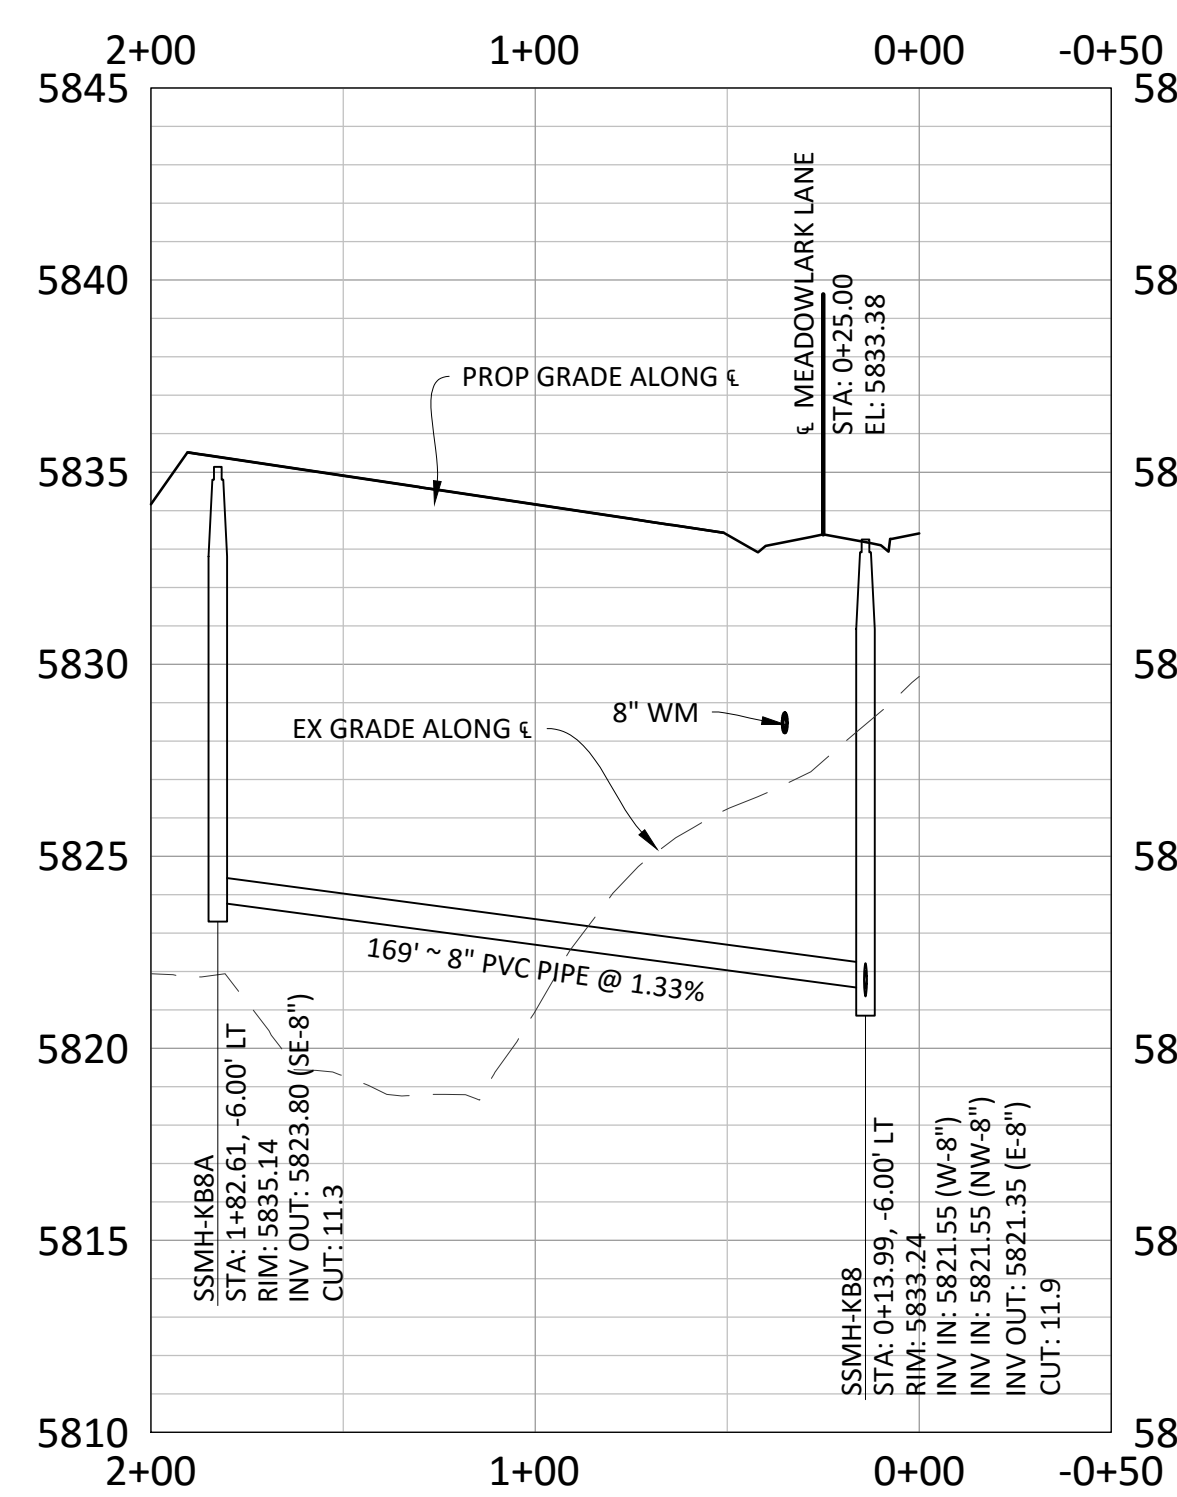 2+00 1+00 0+00 -0+50
5845 58
℄ MEADOWLARK LANE
STA: 0+25.00
EL: 5833.38
5840 58
PROP GRADE ALONG ℄
5835 58
5830 58
8" WM
EX GRADE ALONG ℄
5825 58
169' ~ 8" PVC PIPE @ 1.33%
5820 58
SSMH-KB8A
STA: 1+82.61, -6.00' LT
RIM: 5835.14
INV OUT: 5823.80 (SE-8")
CUT: 11.3
SSMH-KB8
STA: 0+13.99, -6.00' LT
RIM: 5833.24
INV IN: 5821.55 (W-8")
INV IN: 5821.55 (NW-8")
INV OUT: 5821.35 (E-8")
CUT: 11.9
5815 58
5810 58
2+00 1+00 0+00 -0+50